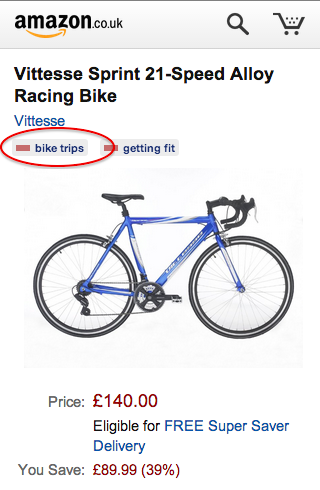 amazon.co.uk
Vittesse Sprint 21-Speed Alloy
Racing Bike
Vittesse
bike trips getting fit
Price: £140.00
Eligible for FREE Super Saver
Delivery
You Save: £89.99 (39%)